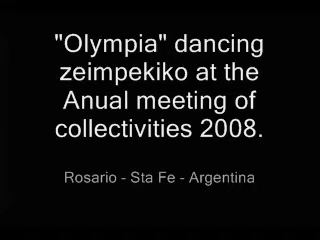 "Olympia" dancing
zeimpekiko at the
Anual meeting of
collectivities 2008.
Rosario - Sta Fe - Argentina